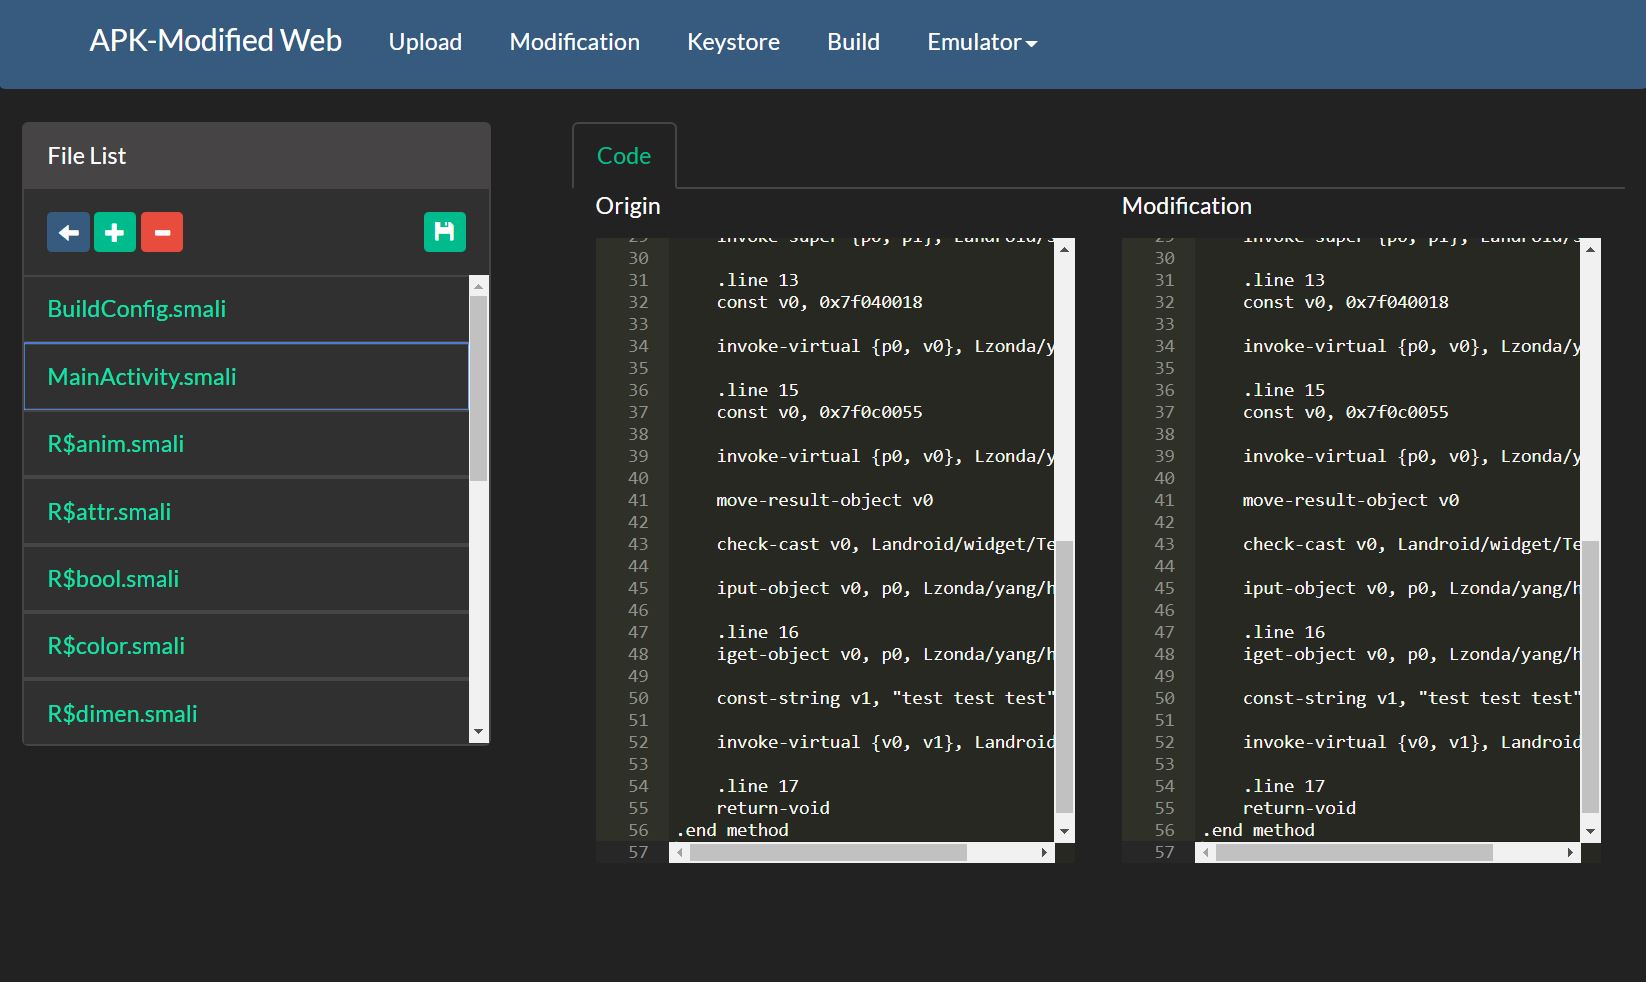 APK-Modified Web Upload Modification Keystore Build Emulator
File List
BuildConfig.smali
MainActivity.smali
R$anim.smali
R$attr.smali
R$bool.smali
R$color.smali
R$dimen.smali
Code
Origin
29 invoke-super {p0, p1}, Landroid/s
30
31 .line 13
32 const v0, 0x7f040018
33
34 invoke-virtual {p0, v0}, Lzonda/y
35
36 .line 15
37 const v0, 0x7f0c0055
38
39 invoke-virtual {p0, v0}, Lzonda/y
40
41 move-result-object v0
42
43 check-cast v0, Landroid/widget/Te
44
45 iput-object v0, p0, Lzonda/yang/h
46
47 .line 16
48 iget-object v0, p0, Lzonda/yang/h
49
50 const-string v1, "test test test"
51
52 invoke-virtual {v0, v1}, Landroid
53
54 .line 17
55 return-void
56 .end method
57
Modification
29 invoke-super {p0, p1}, Landroid/s
30
31 .line 13
32 const v0, 0x7f040018
33
34 invoke-virtual {p0, v0}, Lzonda/y
35
36 .line 15
37 const v0, 0x7f0c0055
38
39 invoke-virtual {p0, v0}, Lzonda/y
40
41 move-result-object v0
42
43 check-cast v0, Landroid/widget/Te
44
45 iput-object v0, p0, Lzonda/yang/h
46
47 .line 16
48 iget-object v0, p0, Lzonda/yang/h
49
50 const-string v1, "test test test"
51
52 invoke-virtual {v0, v1}, Landroid
53
54 .line 17
55 return-void
56 .end method
57